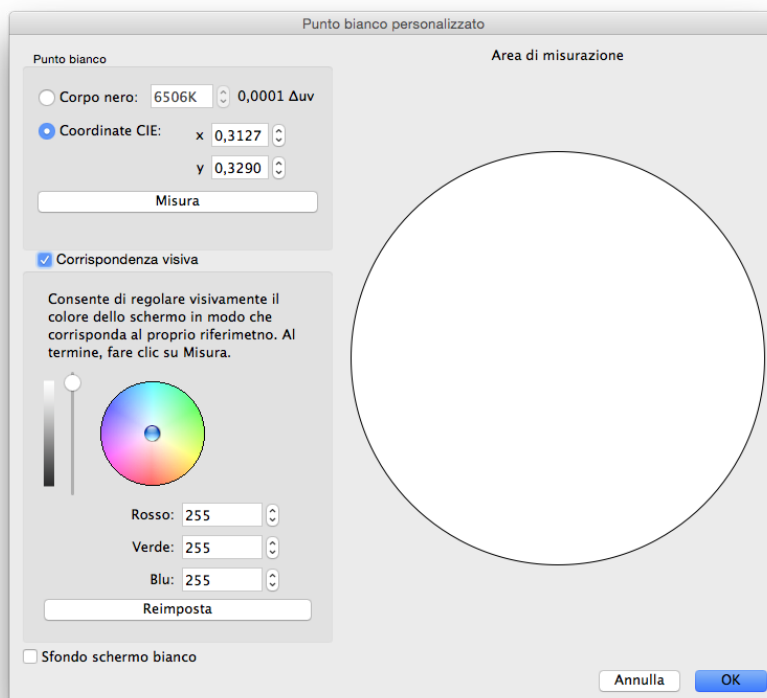 Punto bianco personalizzato
Punto bianco
Corpo nero: 6506K 0,0001 Δuv
Coordinate CIE: x 0,3127
y 0,3290
Misura
Corrispondenza visiva
Consente di regolare visivamente il
colore dello schermo in modo che
corrisponda al proprio riferimetno. Al
termine, fare clic su Misura.
Rosso: 255
Verde: 255
Blu: 255
Reimposta
Sfondo schermo bianco
Area di misurazione
Annulla OK